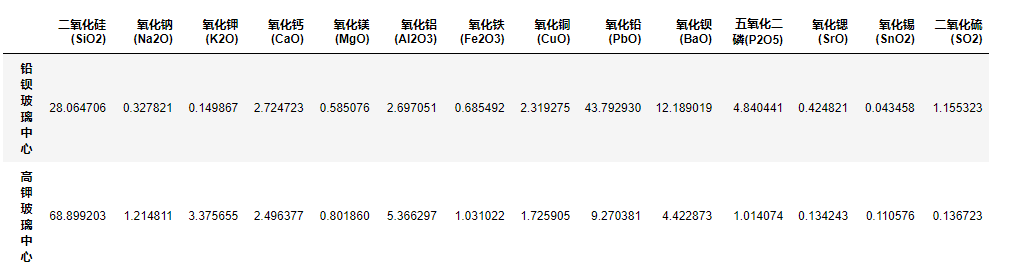 二氧化硅 氧化钠 氧化钾 氧化钙 氧化镁 氧化铝 氧化铁 氧化铜 氧化铅 氧化钡 五氧化二 氧化锶 氧化锡 二氧化硫
(SiO2) (Na2O) (K2O) (CaO) (MgO) (Al2O3) (Fe2O3) (CuO) (PbO) (BaO) 磷(P2O5) (SrO) (SnO2) (SO2)
铅
钡
玻
璃
中
心
28.064706 0.327821 0.149867 2.724723 0.585076 2.697051 0.685492 2.319275 43.792930 12.189019 4.840441 0.424821 0.043458 1.155323
高
钾
玻
璃
中
心
68.899203 1.214811 3.375655 2.496377 0.801860 5.366297 1.031022 1.725905 9.270381 4.422873 1.014074 0.134243 0.110576 0.136723